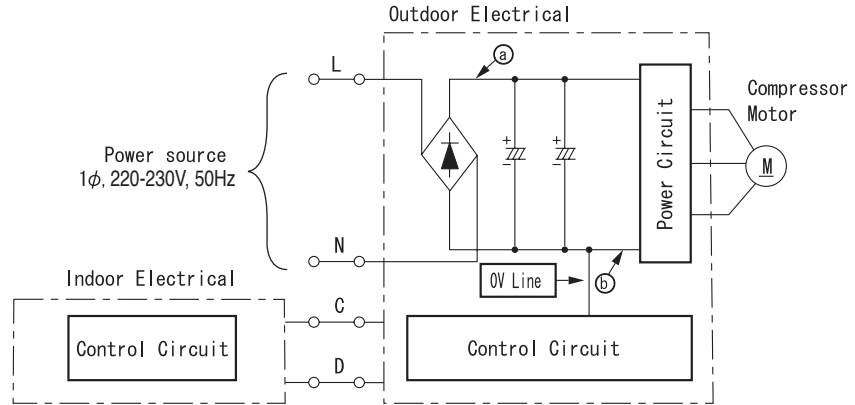 Outdoor Electrical
L
a
Compressor
Motor
Power source
1ϕ, 220-230V, 50Hz
+
-
+
-
Power Circuit
M
N
Indoor Electrical
0V Line
b
C
Control Circuit
Control Circuit
D